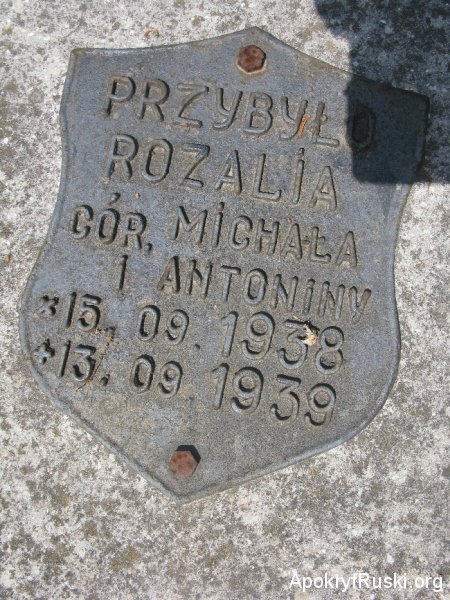 PRZYBYŁO
ROZALIA
CÓR. MICHAŁA
I ANTONINY
*15. 09. 1938
+13. 09 1939
ApokryfRuski.org